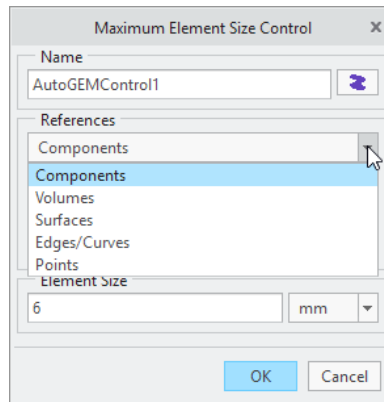 Maximum Element Size Control
Name
AutoGEMControl1
References
Components
Components
Volumes
Surfaces
Edges/Curves
Points
Element Size
6 mm
OK Cancel